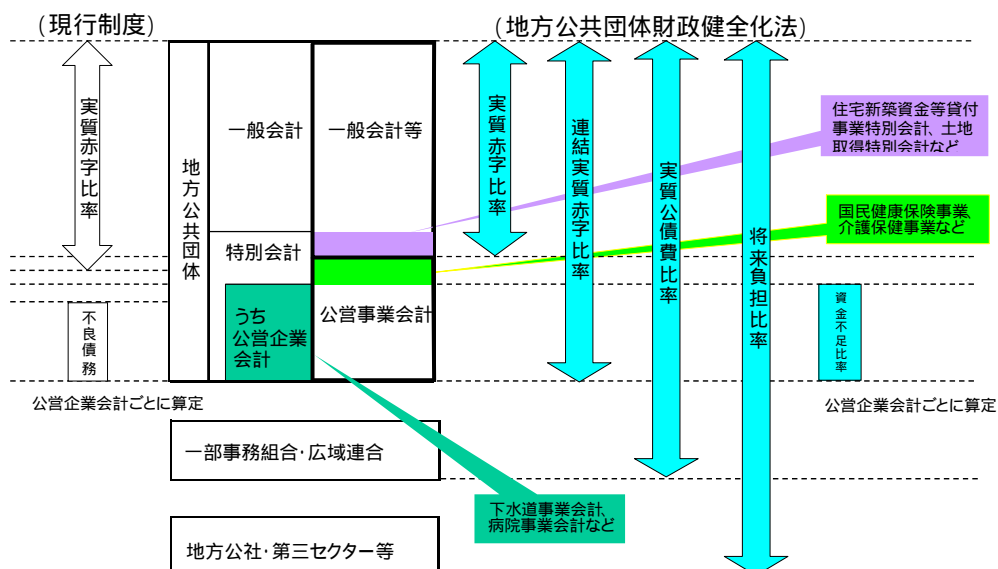 (現行制度)
(地方公共団体財政健全化法)
実質赤字比率
不良債務
公営企業会計ごとに算定
地方公共団体
一般会計
特別会計
うち
公営企業
会計
一般会計等
公営事業会計
一部事務組合・広域連合
地方公社・第三セクター等
実質赤字比率
連結実質赤字比率
実質公債費比率
将来負担比率
住宅新築資金等貸付
事業特別会計、土地
取得特別会計など
国民健康保険事業、
介護保健事業など
資金不足比率
公営企業会計ごとに算定
下水道事業会計、
病院事業会計など